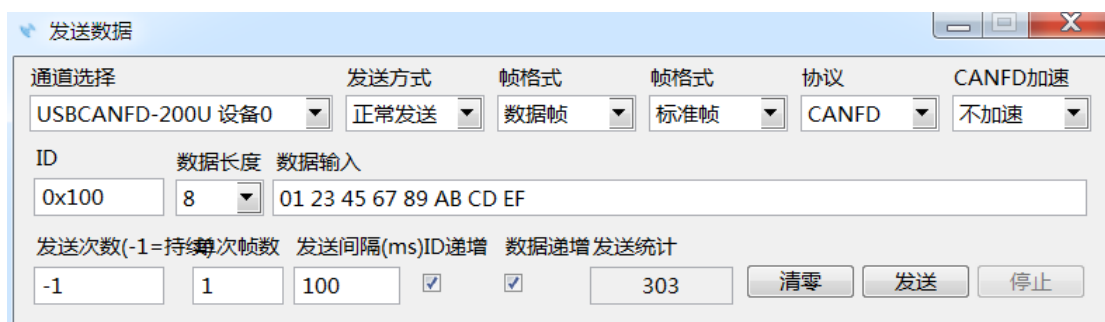 发送数据
通道选择 发送方式 帧格式 帧格式 协议 CANFD加速
USBCANFD-200U 设备0 正常发送 数据帧 标准帧 CANFD 不加速
ID 数据长度 数据输入
0x100 8 01 23 45 67 89 AB CD EF
发送次数(-1=持续 单次帧数 发送间隔(ms) ID递增 数据递增 发送统计
-1 1 100 303 清零 发送 停止